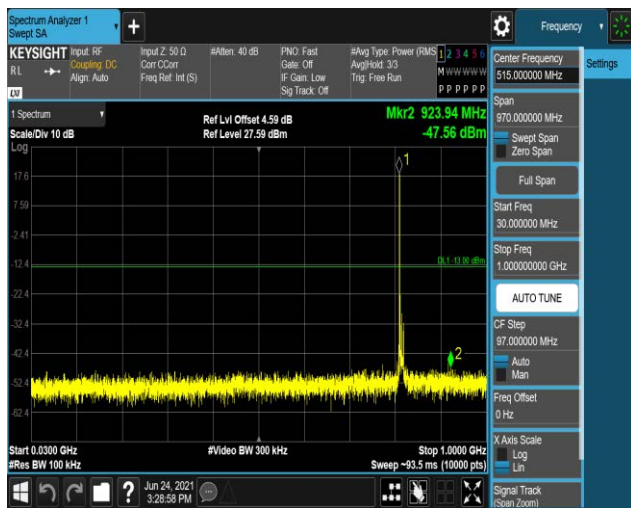 Spectrum Analyzer 1
Swept SA
Frequency
KEYSIGHT
RL
LXI
Input: RF
Coupling: DC
Align: Auto
Input Z: 50 Ω
Corr CCorr
Freq Ref: Int (S)
#Atten: 40 dB
PNO: Fast
Gate: Off
IF Gain: Low
Sig Track: Off
#Avg Type: Power (RMS
Avg|Hold: 3/3
Trig: Free Run
1 2 3 4 5 6
M W W W W W
P P P P P P
1 Spectrum
Scale/Div 10 dB
Log
Ref Lvl Offset 4.59 dB
Ref Level 27.59 dBm
Mkr2 923.94 MHz
-47.56 dBm
1
17.6
7.59
-2.41
-12.4
DL1 -13.00 dBm
-22.4
-32.4
-42.4
2
-52.4
-62.4
Start 0.0300 GHz
#Res BW 100 kHz
#Video BW 300 kHz
Stop 1.0000 GHz
Sweep ~93.5 ms (10000 pts)
Jun 24, 2021
3:28:58 PM
Center Frequency
515.000000 MHz
Settings
Span
970.000000 MHz
Swept Span
Zero Span
Full Span
Start Freq
30.000000 MHz
Stop Freq
1.000000000 GHz
AUTO TUNE
CF Step
97.000000 MHz
Auto
Man
Freq Offset
0 Hz
X Axis Scale
Log
Lin
Signal Track
(Span Zoom)